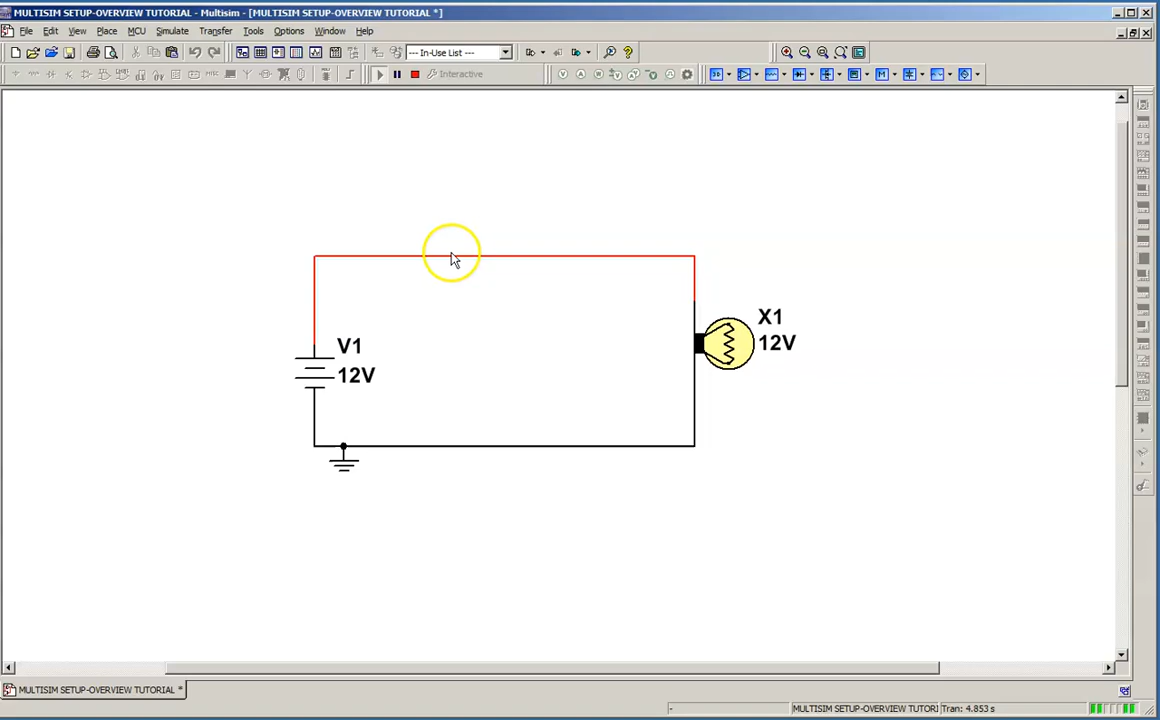 MULTISIM SETUP-OVERVIEW TUTORIAL - Multisim - [MULTISIM SETUP-OVERVIEW TUTORIAL *]
File Edit View Place MCU Simulate Transfer Tools Options Window Help
--- In-Use List ---
Interactive
X1
12V
V1
12V
MULTISIM SETUP-OVERVIEW TUTORIAL *
- MULTISIM SETUP-OVERVIEW TUTORI Tran: 4.853 s